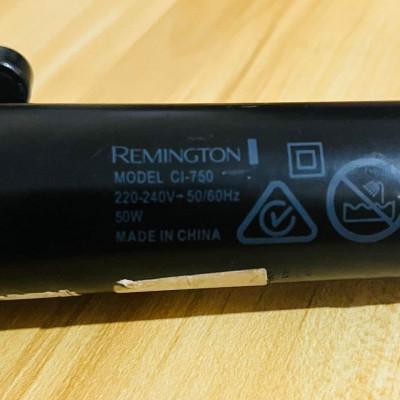 REMINGTON
MODEL CI-750
220-240V~50/60Hz
50W
MADE IN CHINA